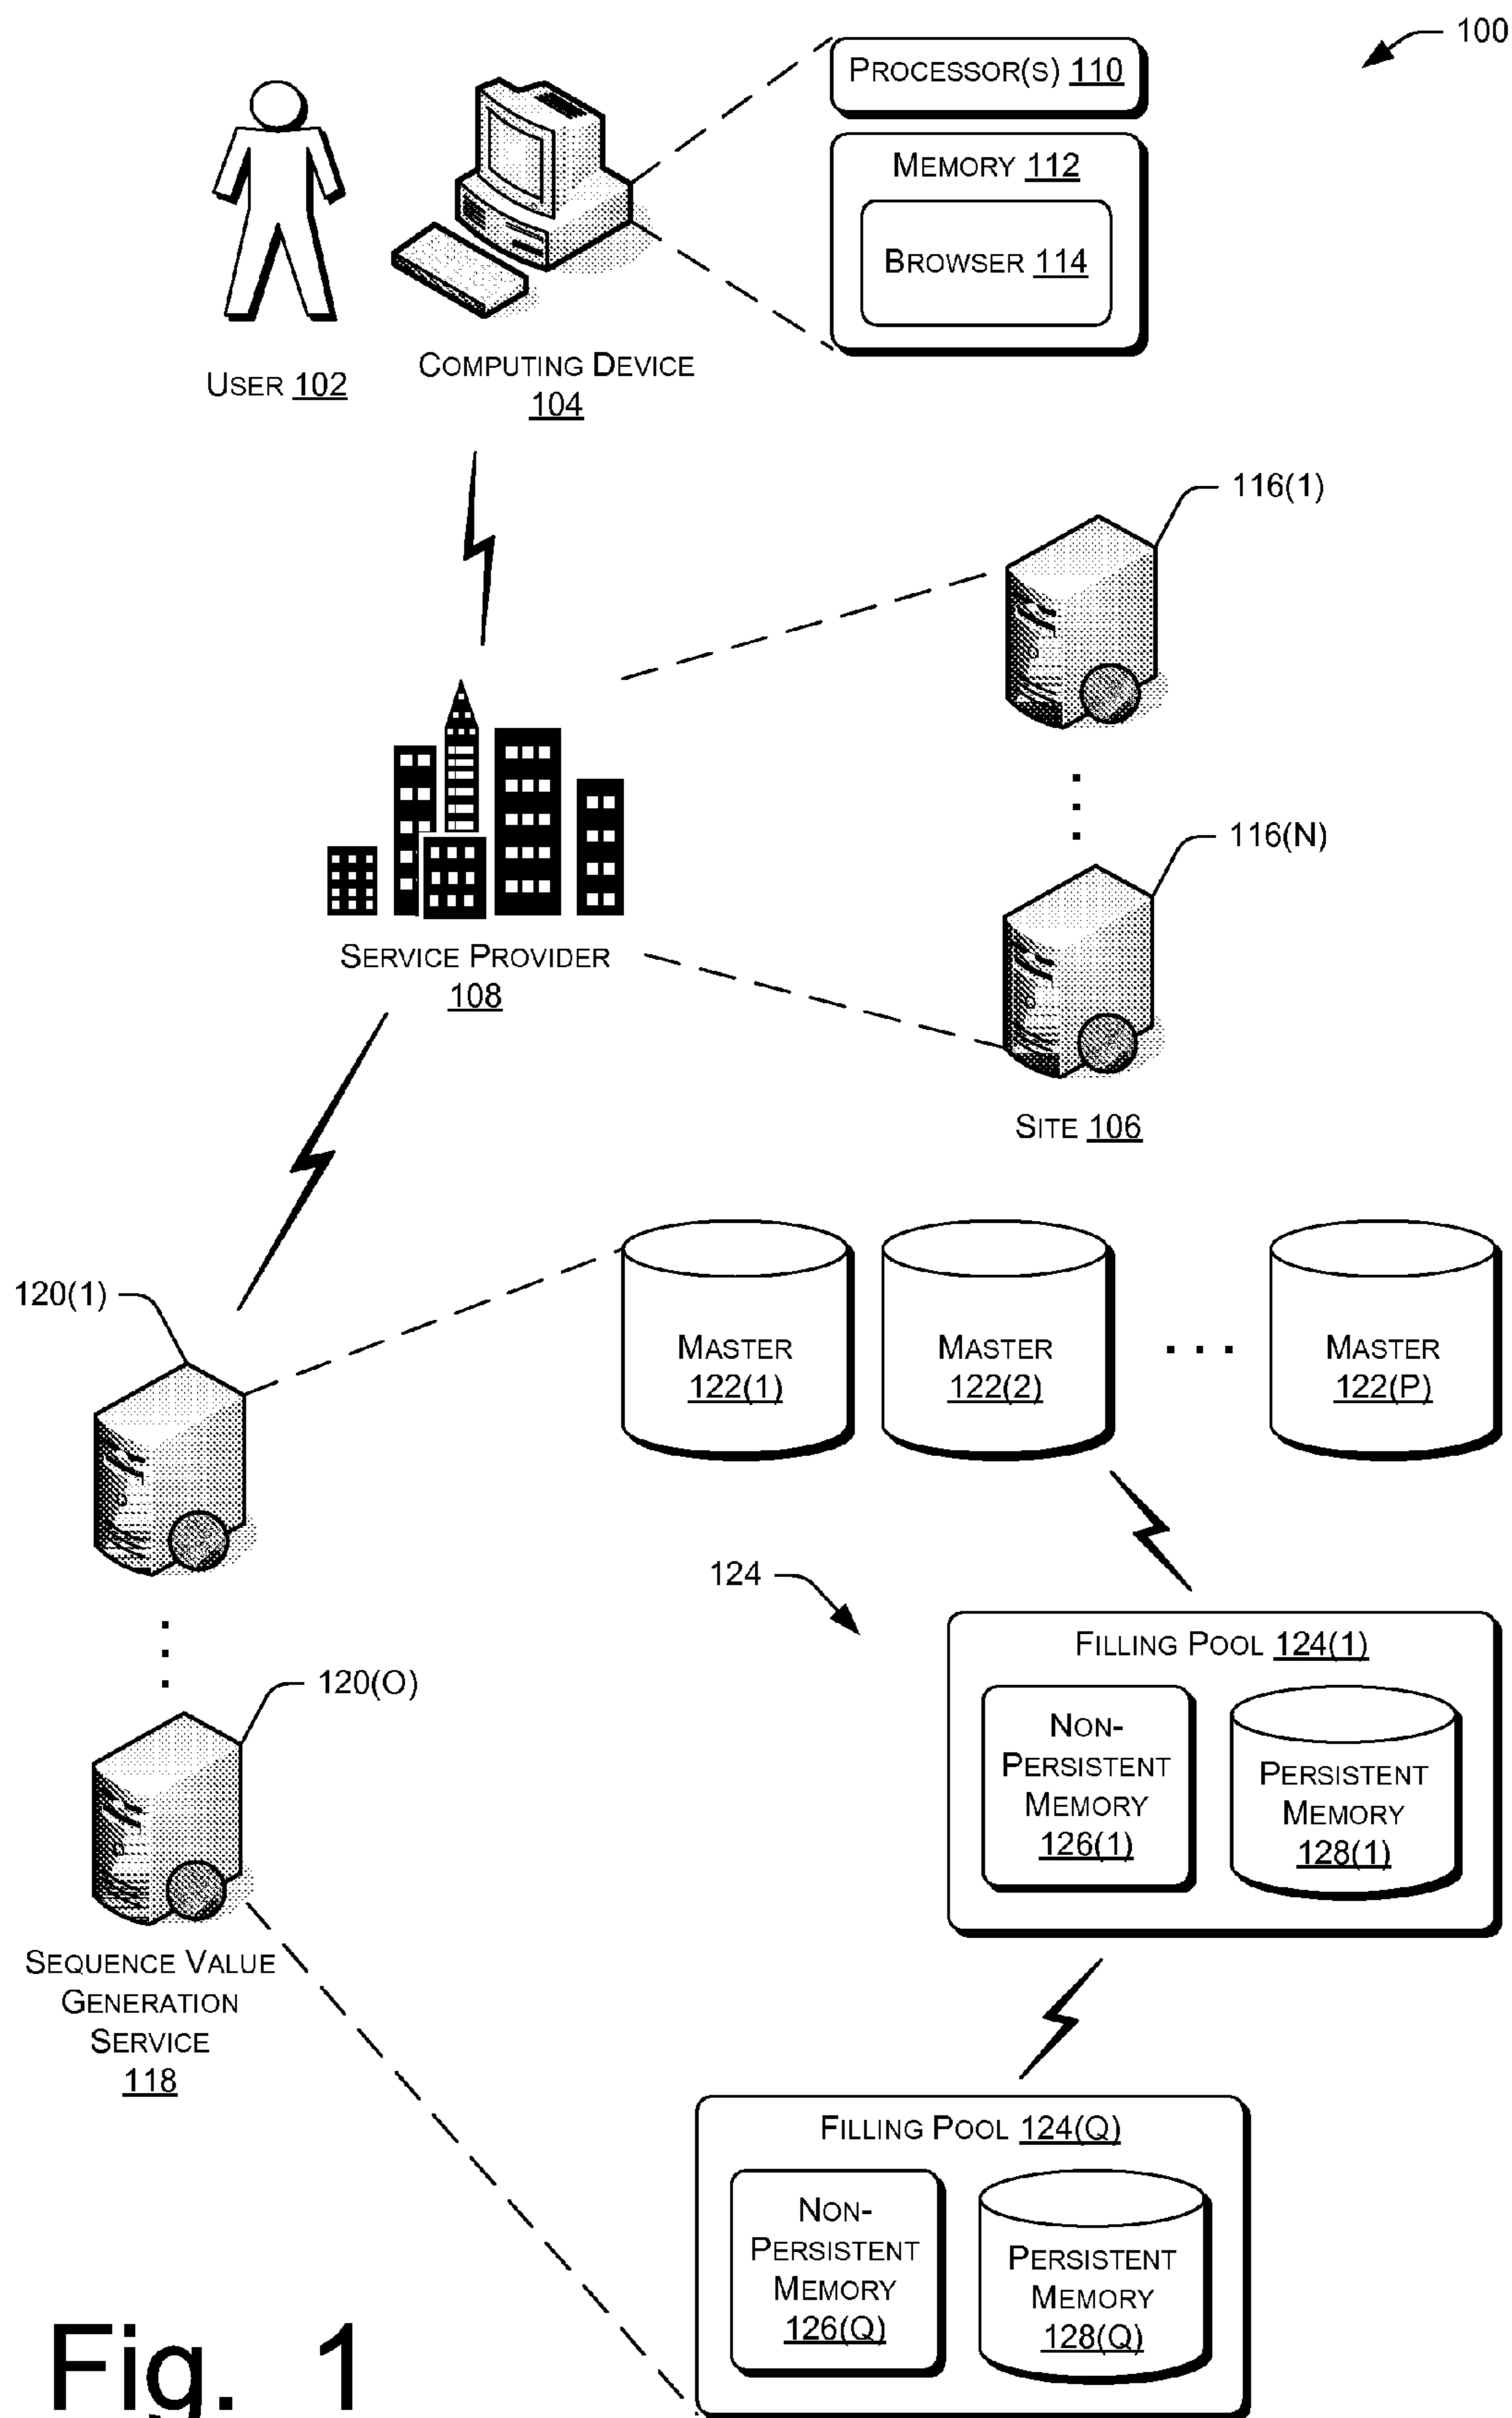 100
PROCESSOR(S) 110
MEMORY 112
BROWSER 114
USER 102
COMPUTING DEVICE
104
116(1)
116(N)
SERVICE PROVIDER
108
SITE 106
120(1)
MASTER
122(1)
MASTER
122(2)
. . .
MASTER
122(P)
124
FILLING POOL 124(1)
NON-
PERSISTENT
MEMORY
126(1)
PERSISTENT
MEMORY
128(1)
120(O)
SEQUENCE VALUE
GENERATION
SERVICE
118
FILLING POOL 124(Q)
NON-
PERSISTENT
MEMORY
126(Q)
PERSISTENT
MEMORY
128(Q)
Fig. 1